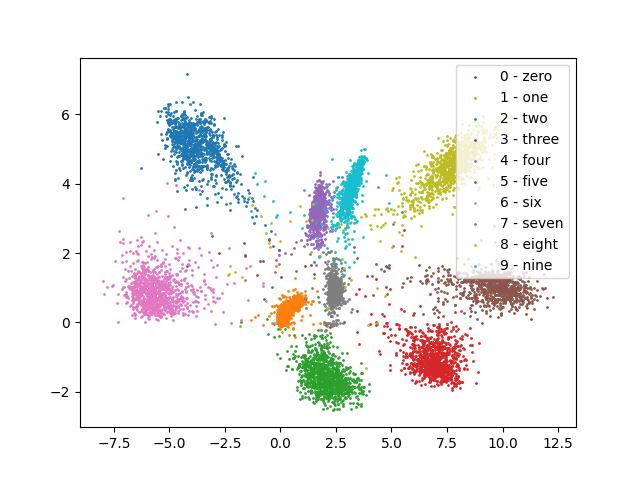 0 - zero
1 - one
2 - two
3 - three
4 - four
5 - five
6 - six
7 - seven
8 - eight
9 - nine
6
4
2
0
−2
−7.5 −5.0 −2.5 0.0 2.5 5.0 7.5 10.0 12.5